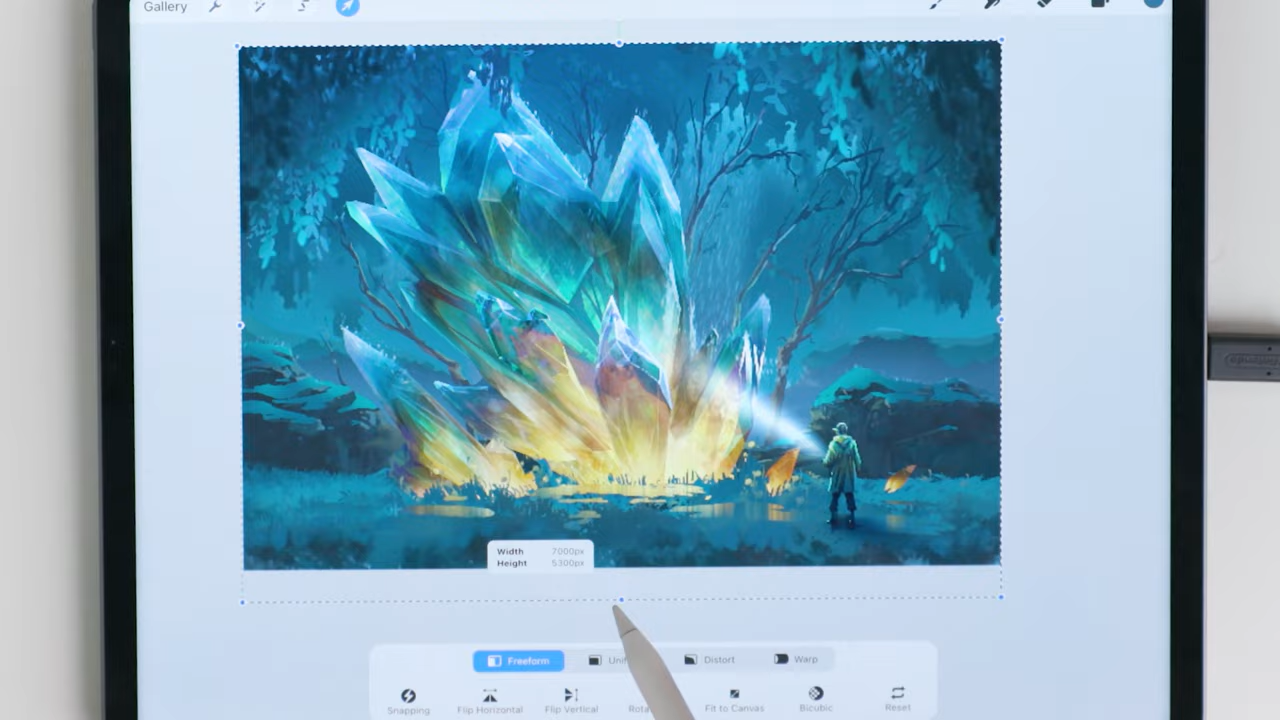 Gallery
Width 7000px
Height 5300px
Freeform
Distort
Warp
Snapping
Flip Horizontal
Flip Vertical
Fit to Canvas
Bicubic
Reset